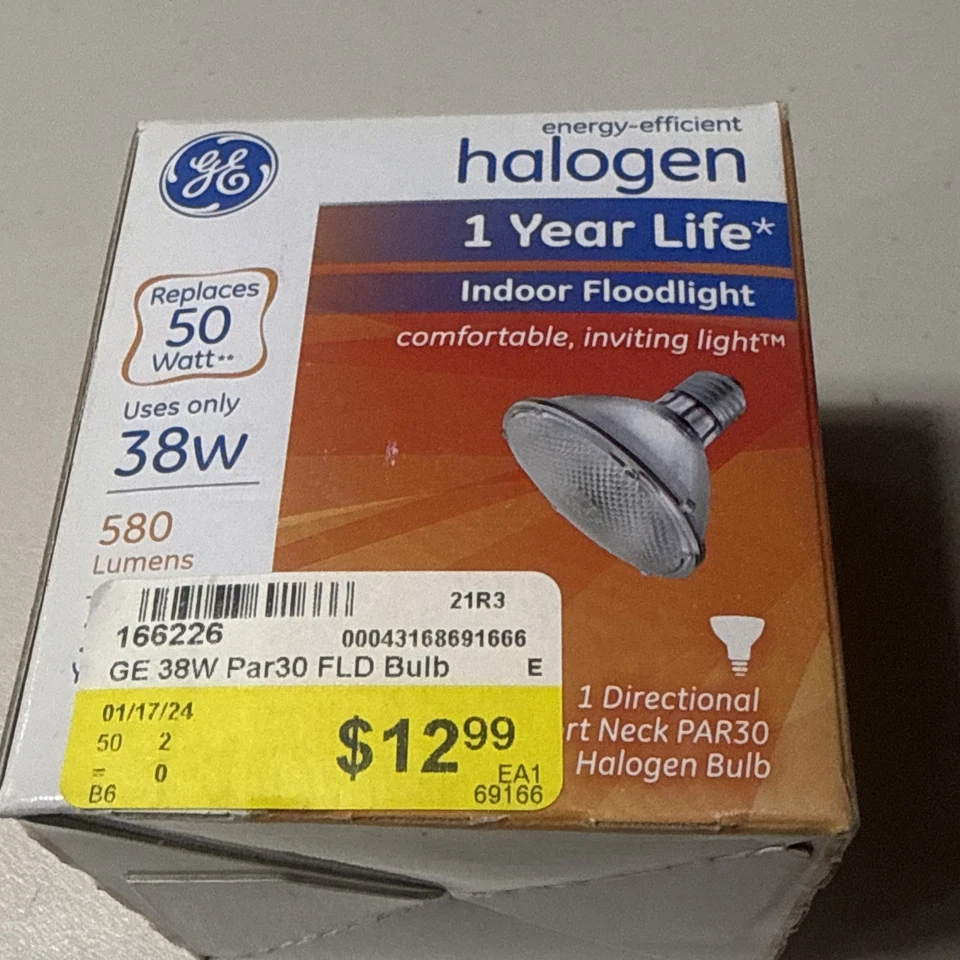 GE
energy-efficient
halogen
1 Year Life*
Indoor Floodlight
comfortable, inviting light™
Replaces
50
Watt**
Uses only
38W
580
Lumens
21R3
166226 00043168691666
GE 38W Par30 FLD Bulb E
01/17/24
50 2
= 0
B6
$12.99
EA1
69166
1 Directional
rt Neck PAR30
Halogen Bulb